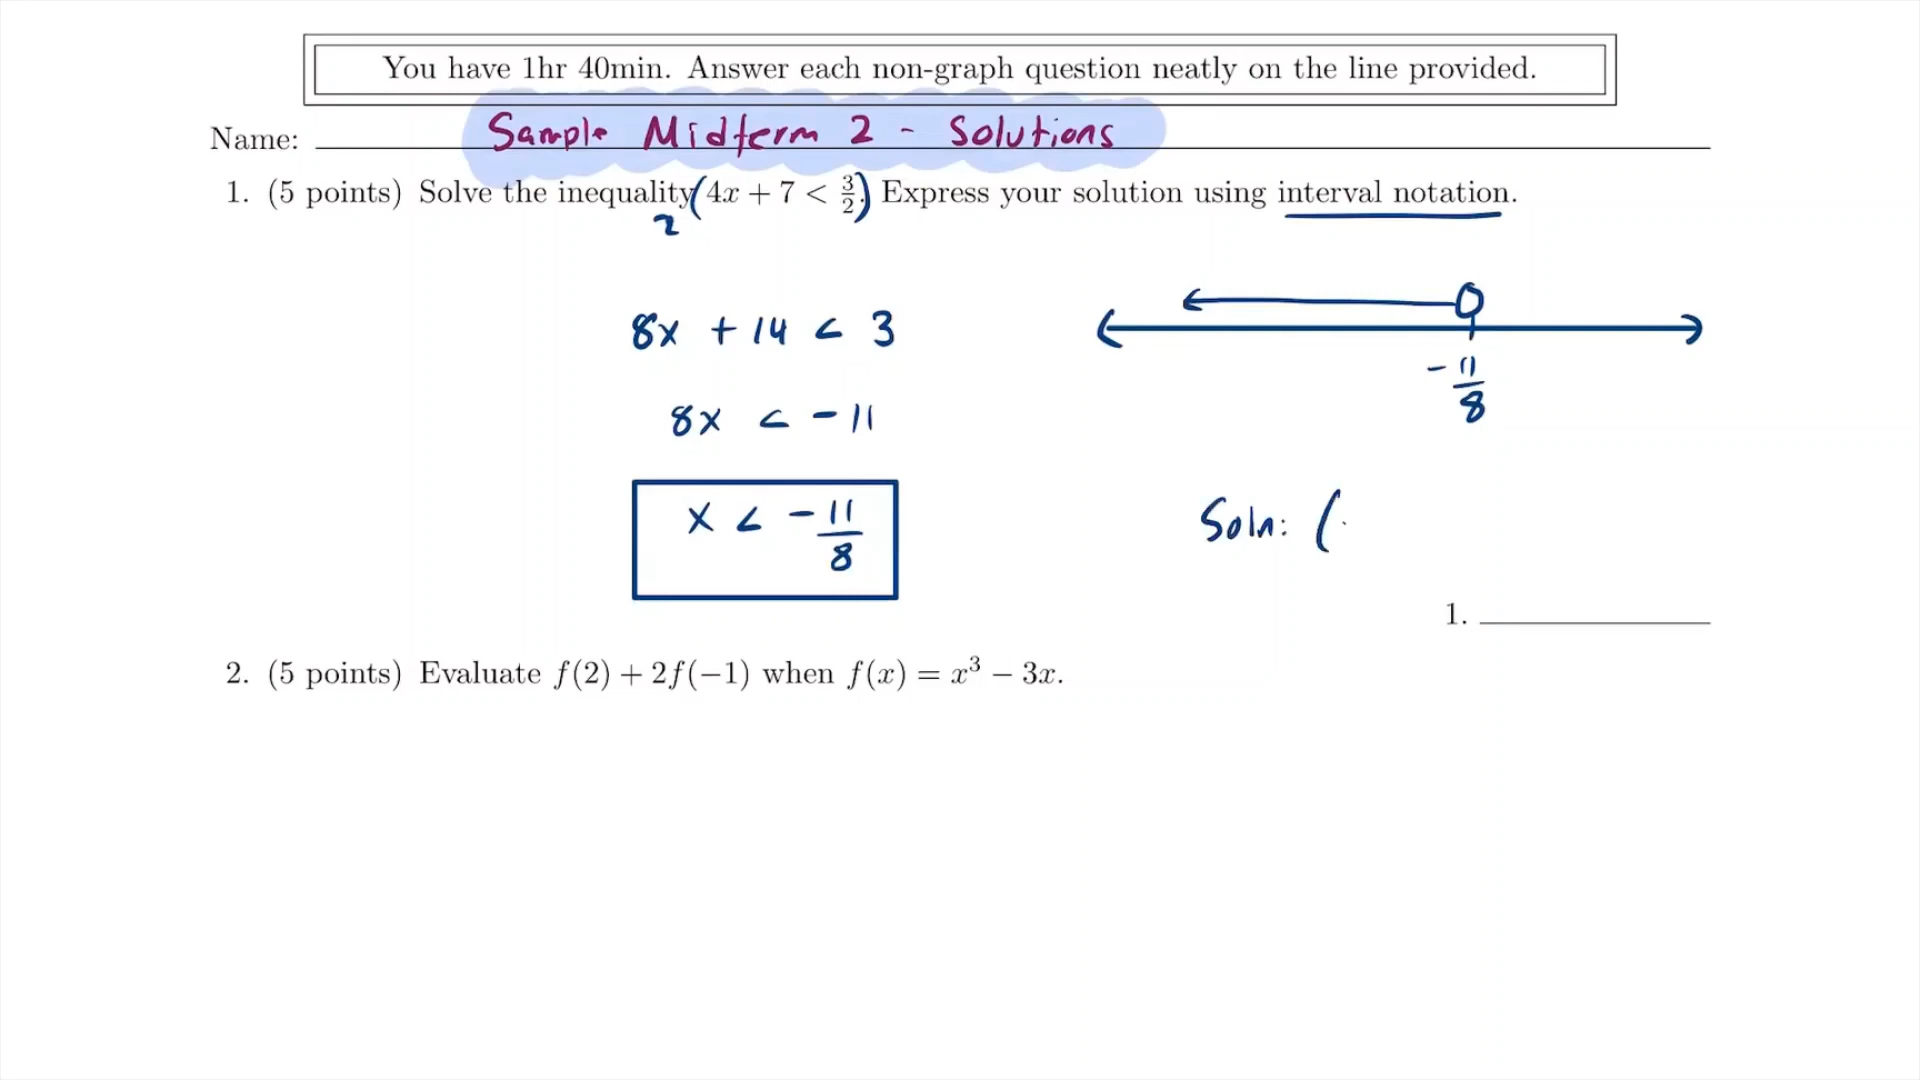 You have 1hr 40min. Answer each non-graph question neatly on the line provided.
Name: Sample Midterm 2 - Solutions
1. (5 points) Solve the inequality (4x + 7 < 3/2.) Express your solution using interval notation.
2
8x + 14 < 3
8x < -11
x < -11/8
-11/8
Soln: (
1.
2. (5 points) Evaluate f(2) + 2f(−1) when f(x) = x³ − 3x.